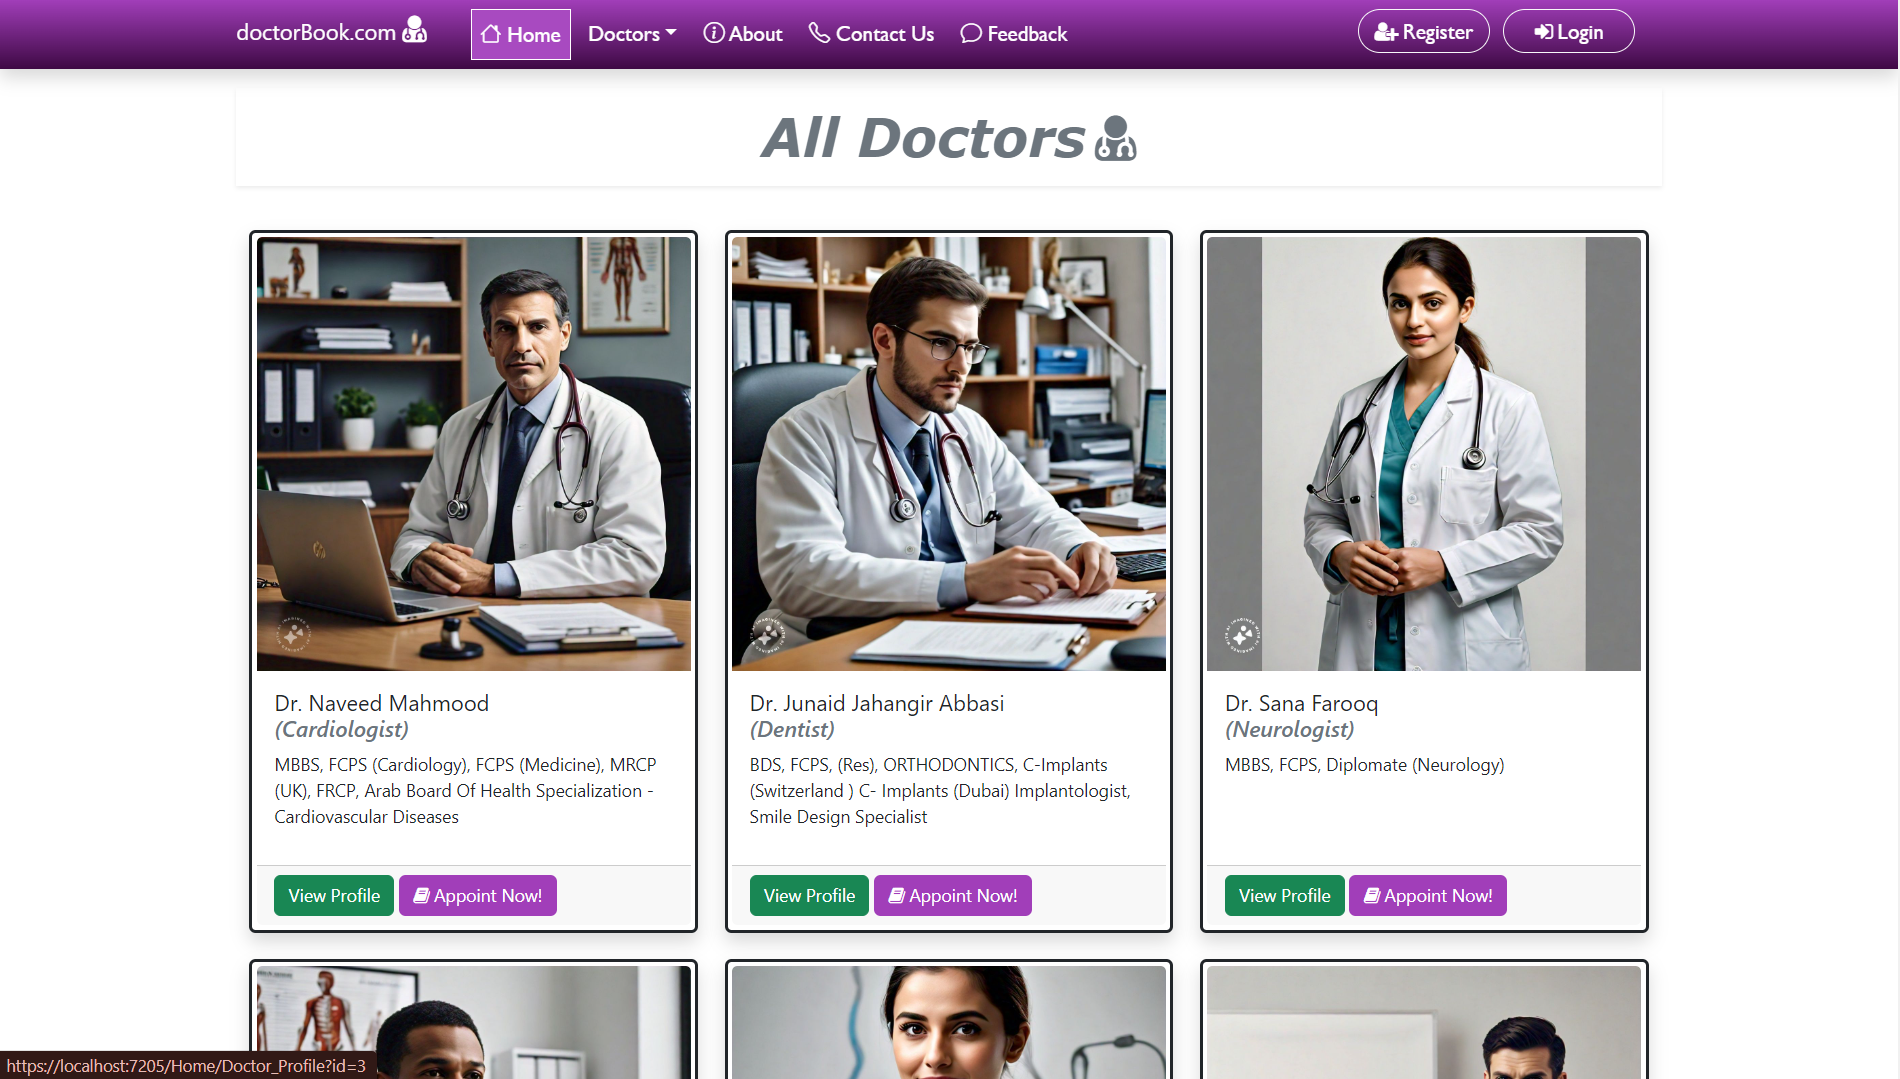 doctorBook.com
Home
Doctors
About
Contact Us
Feedback
Register
Login
All Doctors
Dr. Naveed Mahmood
(Cardiologist)
MBBS, FCPS (Cardiology), FCPS (Medicine), MRCP
(UK), FRCP, Arab Board Of Health Specialization -
Cardiovascular Diseases
View Profile
Appoint Now!
Dr. Junaid Jahangir Abbasi
(Dentist)
BDS, FCPS, (Res), ORTHODONTICS, C-Implants
(Switzerland ) C- Implants (Dubai) Implantologist,
Smile Design Specialist
View Profile
Appoint Now!
Dr. Sana Farooq
(Neurologist)
MBBS, FCPS, Diplomate (Neurology)
View Profile
Appoint Now!
https://localhost:7205/Home/Doctor_Profile?id=3